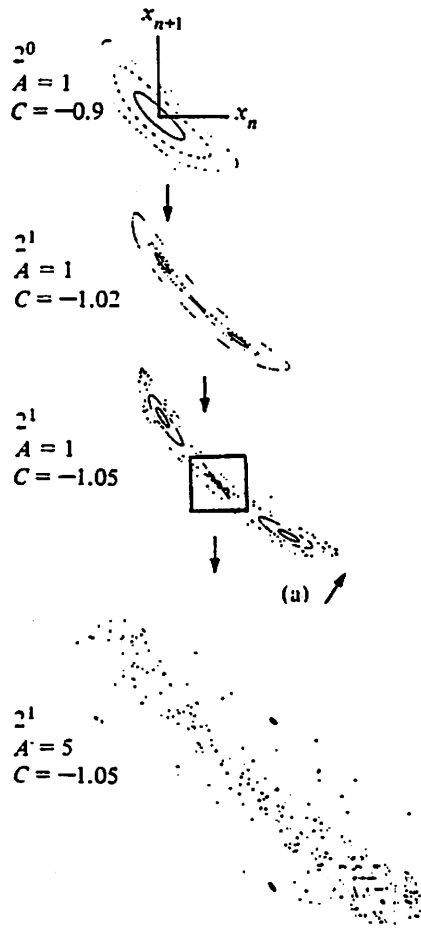 x_{n+1}
x_n
2^0
A = 1
C = −0.9
2^1
A = 1
C = −1.02
2^1
A = 1
C = −1.05
(a)
2^1
A = 5
C = −1.05